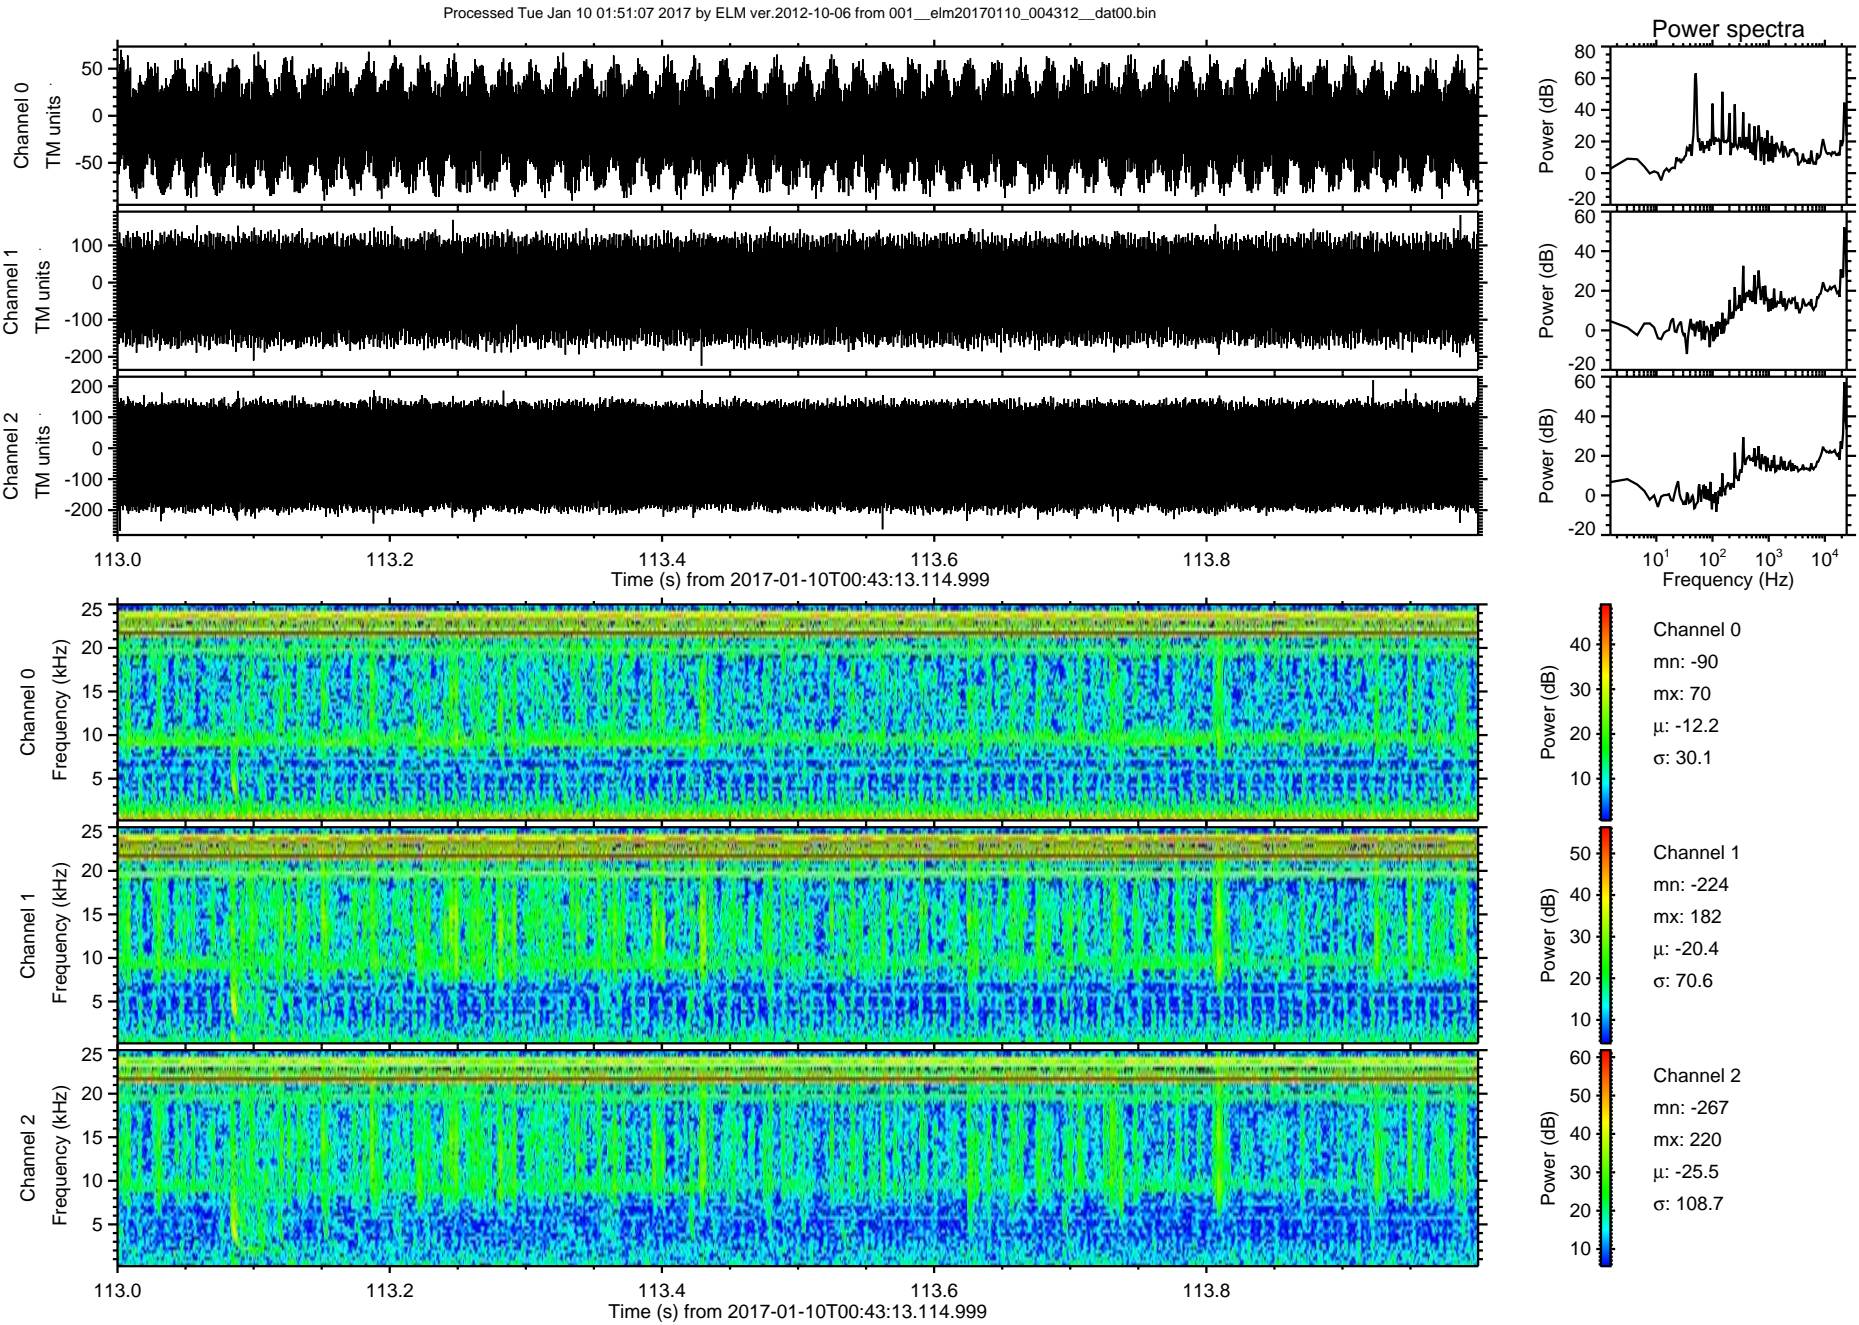 Processed Tue Jan 10 01:51:07 2017 by ELM ver.2012-10-06 from 001__elm20170110_004312__dat00.bin
Power spectra
Channel 0
TM units
50
0
-50
Power (dB)
80
60
40
20
0
-20
Channel 1
TM units
100
0
-100
-200
Power (dB)
60
40
20
0
-20
Channel 2
TM units
200
100
0
-100
-200
Power (dB)
60
40
20
0
-20
113.0 113.2 113.4 113.6 113.8
Time (s) from 2017-01-10T00:43:13.114.999
10^1 10^2 10^3 10^4
Frequency (Hz)
Channel 0
Frequency (kHz)
25
20
15
10
5
Power (dB)
40
30
20
10
Channel 0
mn: -90
mx: 70
μ: -12.2
σ: 30.1
Channel 1
Frequency (kHz)
25
20
15
10
5
Power (dB)
50
40
30
20
10
Channel 1
mn: -224
mx: 182
μ: -20.4
σ: 70.6
Channel 2
Frequency (kHz)
25
20
15
10
5
Power (dB)
60
50
40
30
20
10
Channel 2
mn: -267
mx: 220
μ: -25.5
σ: 108.7
113.0 113.2 113.4 113.6 113.8
Time (s) from 2017-01-10T00:43:13.114.999